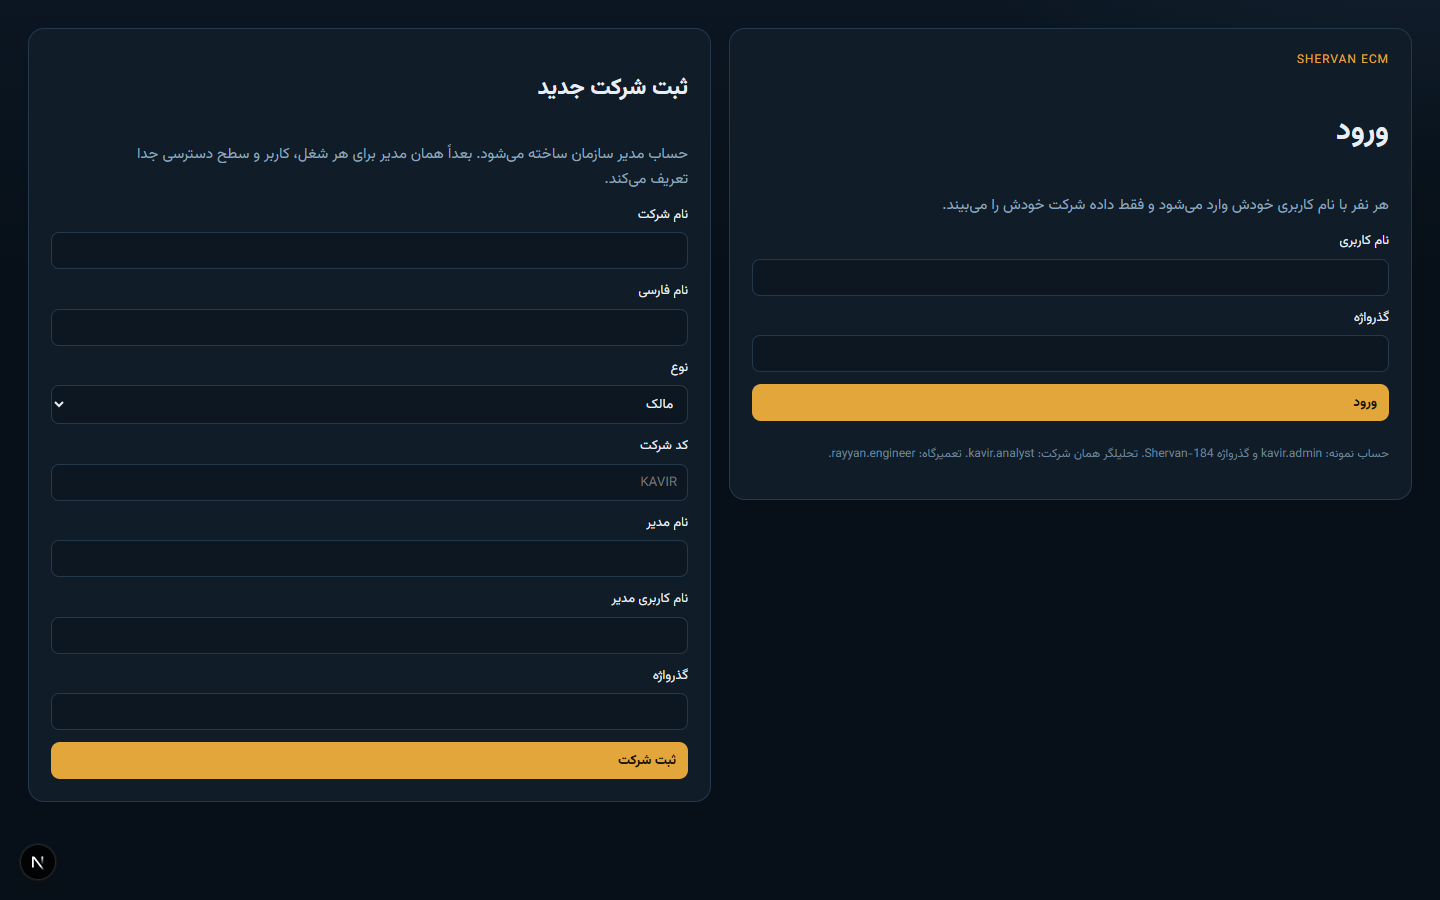 SHERVAN ECM
ورود
هر نفر با نام کاربری خودش وارد می‌شود و فقط داده شرکت خودش را می‌بیند.
نام کاربری
گذرواژه
ورود
حساب نمونه: kavir.admin و گذرواژه Shervan-184. تحلیلگر همان شرکت: kavir.analyst. تعمیرگاه: rayyan.engineer.
ثبت شرکت جدید
حساب مدیر سازمان ساخته می‌شود. بعداً همان مدیر برای هر شغل، کاربر و سطح دسترسی جدا
تعریف می‌کند.
نام شرکت
نام فارسی
نوع
مالک
کد شرکت
KAVIR
نام مدیر
نام کاربری مدیر
گذرواژه
ثبت شرکت
N